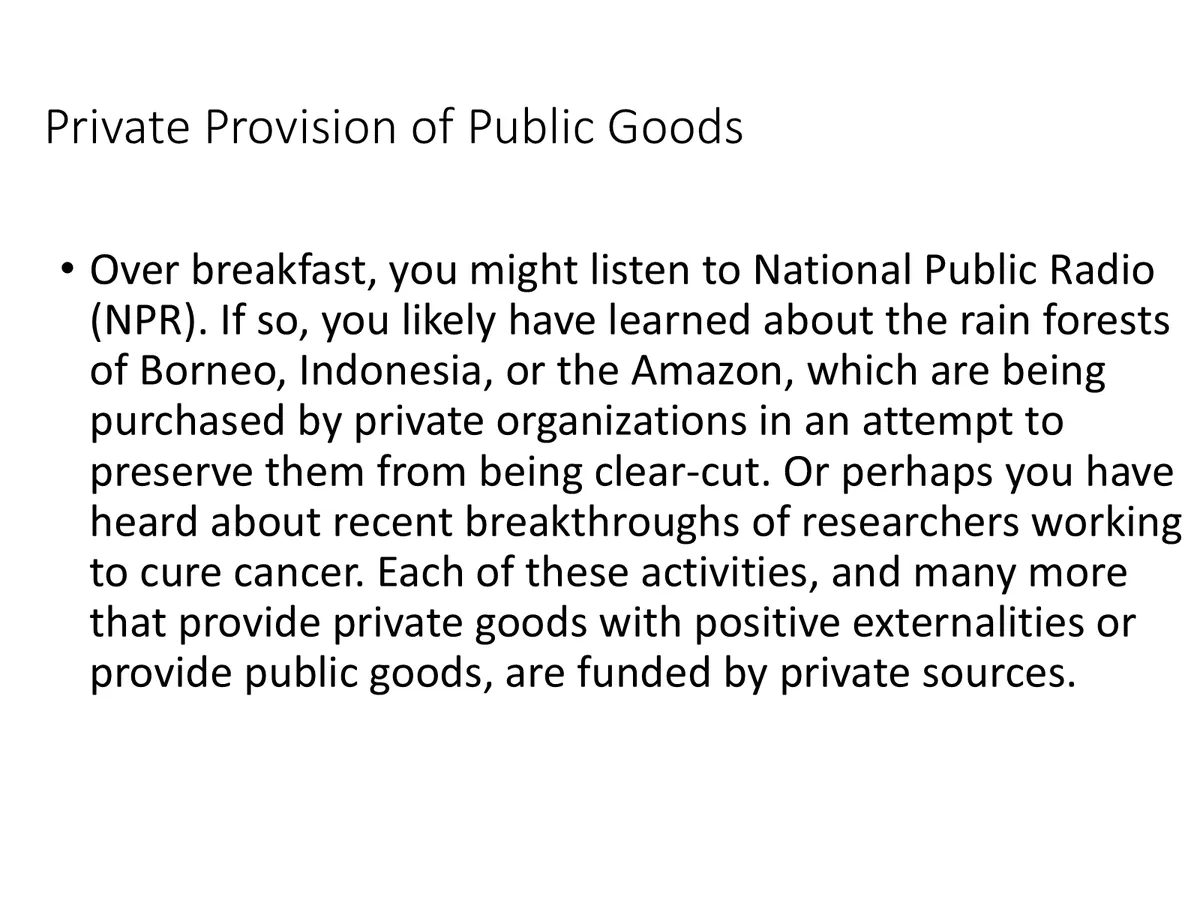 Private Provision of Public Goods
• Over breakfast, you might listen to National Public Radio
(NPR). If so, you likely have learned about the rain forests
of Borneo, Indonesia, or the Amazon, which are being
purchased by private organizations in an attempt to
preserve them from being clear-cut. Or perhaps you have
heard about recent breakthroughs of researchers working
to cure cancer. Each of these activities, and many more
that provide private goods with positive externalities or
provide public goods, are funded by private sources.